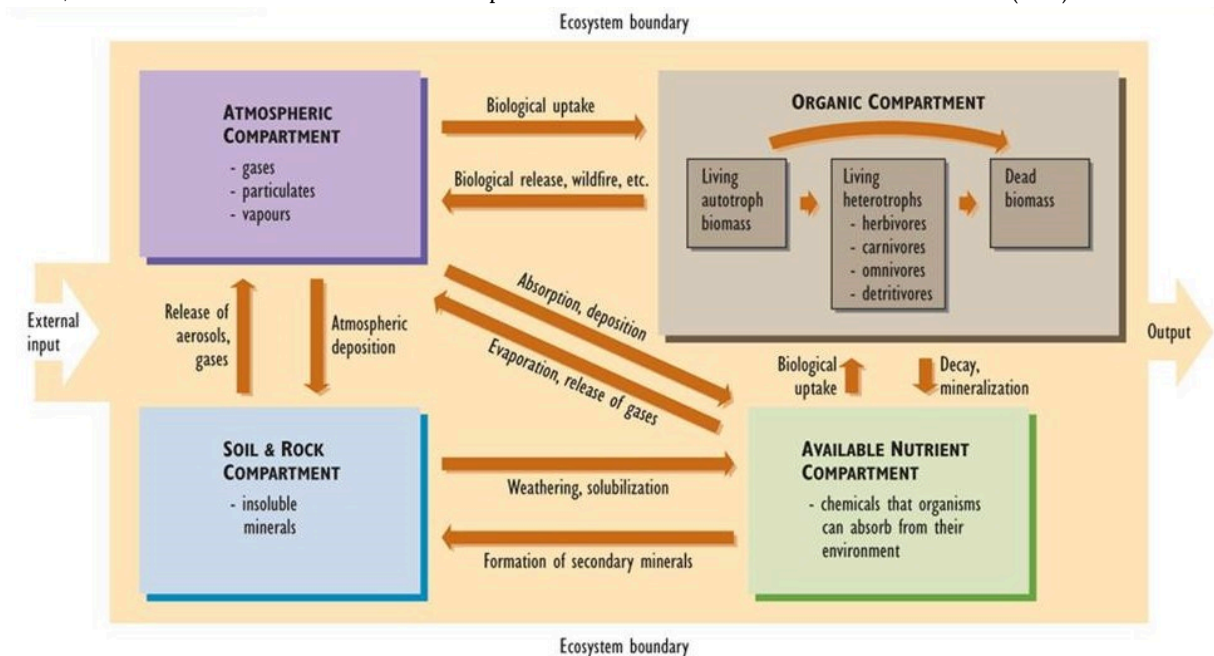 Ecosystem boundary
ATMOSPHERIC
COMPARTMENT
- gases
- particulates
- vapours
Biological uptake
Biological release, wildfire, etc.
ORGANIC COMPARTMENT
Living
autotroph
biomass
Living
heterotrophs
- herbivores
- carnivores
- omnivores
- detritivores
Dead
biomass
External
input
Release of
aerosols,
gases
Atmospheric
deposition
Absorption, deposition
Evaporation, release of gases
Biological
uptake
Decay,
mineralization
Output
SOIL & ROCK
COMPARTMENT
- insoluble
minerals
Weathering, solubilization
Formation of secondary minerals
AVAILABLE NUTRIENT
COMPARTMENT
- chemicals that organisms
can absorb from their
environment
Ecosystem boundary